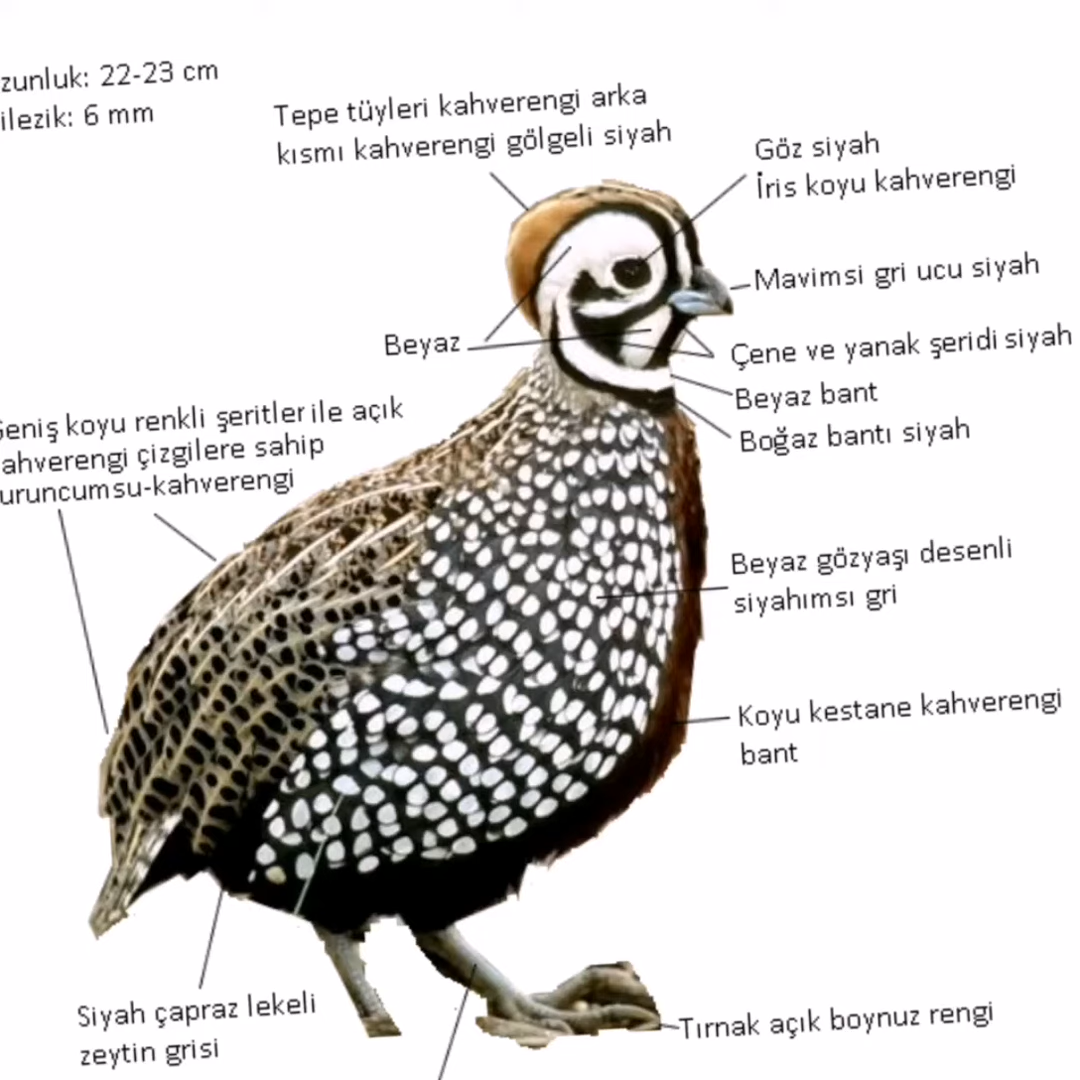 zunluk: 22-23 cm
ilezik: 6 mm
Tepe tüyleri kahverengi arka
kısmı kahverengi gölgeli siyah
Göz siyah
İris koyu kahverengi
Mavimsi gri ucu siyah
Beyaz
Çene ve yanak şeridi siyah
Beyaz bant
Boğaz bantı siyah
Geniş koyu renkli şeritler ile açık
ahverengi çizgilere sahip
uruncumsu-kahverengi
Beyaz gözyaşı desenli
siyahımsı gri
Koyu kestane kahverengi
bant
Siyah çapraz lekeli
zeytin grisi
Tırnak açık boynuz rengi